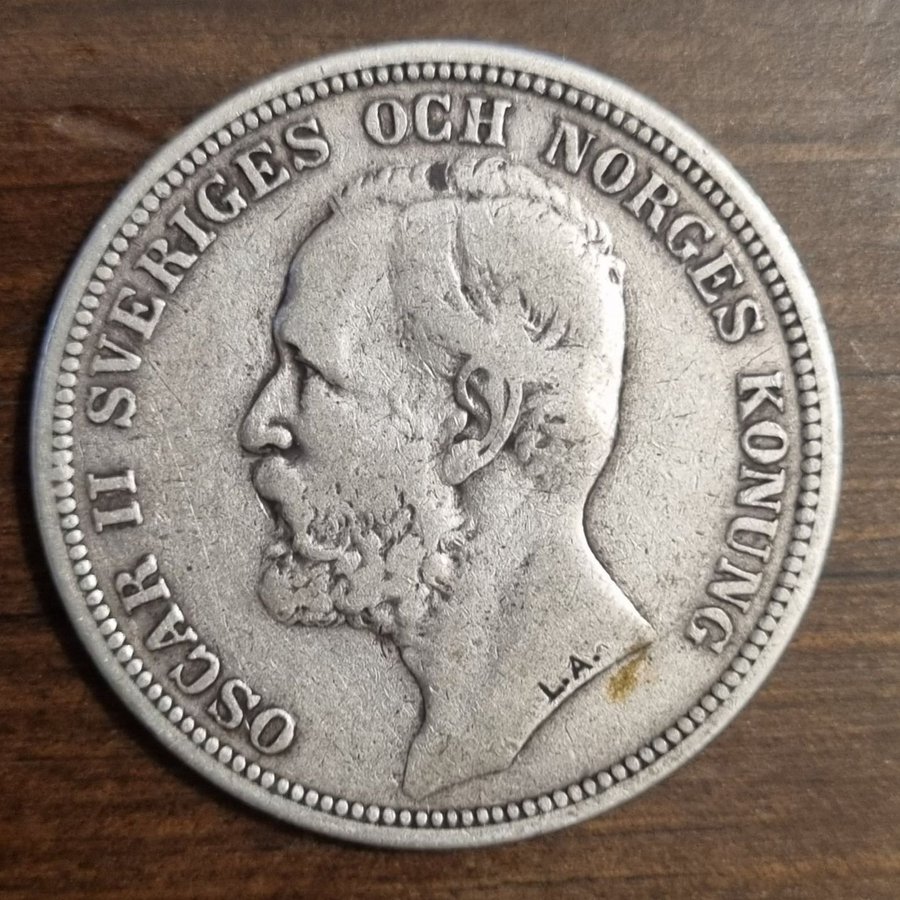 OSCAR II SVERIGES OCH NORGES KONUNG
L.A.